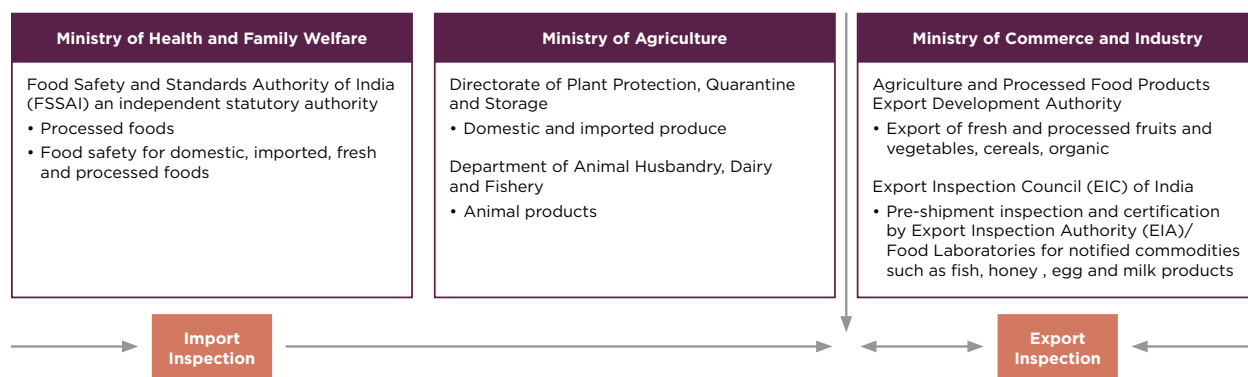 Ministry of Health and Family Welfare
Food Safety and Standards Authority of India
(FSSAI) an independent statutory authority
• Processed foods
• Food safety for domestic, imported, fresh
and processed foods
Ministry of Agriculture
Directorate of Plant Protection, Quarantine
and Storage
• Domestic and imported produce
Department of Animal Husbandry, Dairy
and Fishery
• Animal products
Ministry of Commerce and Industry
Agriculture and Processed Food Products
Export Development Authority
• Export of fresh and processed fruits and
vegetables, cereals, organic
Export Inspection Council (EIC) of India
• Pre-shipment inspection and certification
by Export Inspection Authority (EIA)/
Food Laboratories for notified commodities
such as fish, honey , egg and milk products
Import
Inspection
Export
Inspection